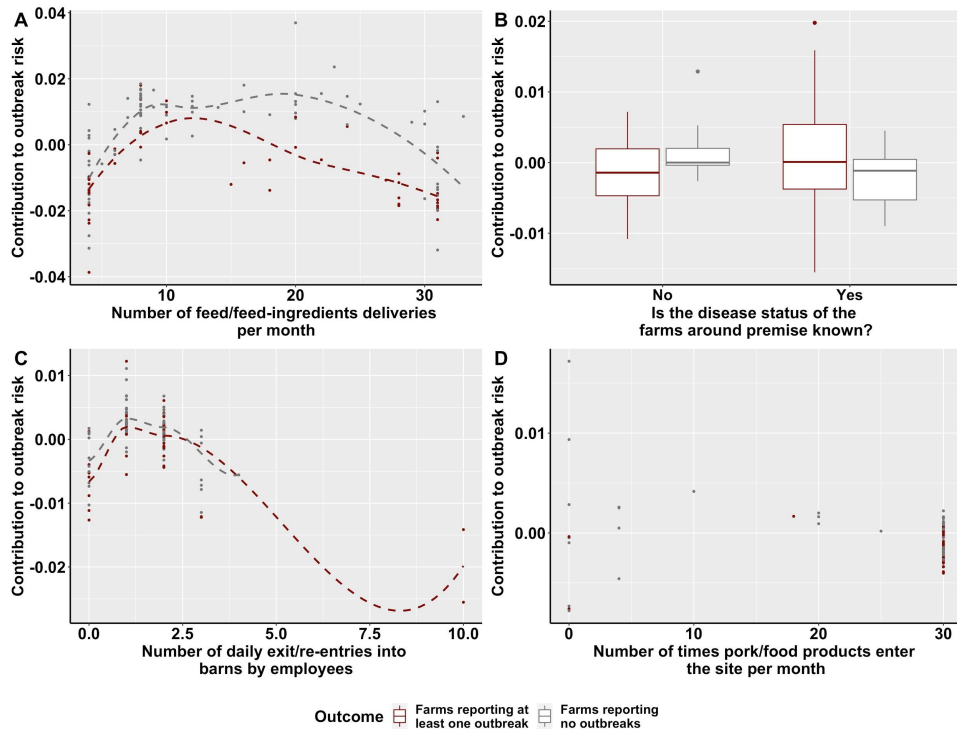 A
Contribution to outbreak risk
0.04
0.02
0.00
-0.02
-0.04
10
20
30
Number of feed/feed-ingredients deliveries
per month
B
Contribution to outbreak risk
0.02
0.01
0.00
-0.01
No
Yes
Is the disease status of the
farms around premise known?
C
Contribution to outbreak risk
0.01
0.00
-0.01
-0.02
0.0
2.5
5.0
7.5
10.0
Number of daily exit/re-entries into
barns by employees
D
Contribution to outbreak risk
0.01
0.00
0
10
20
30
Number of times pork/food products enter
the site per month
Outcome
Farms reporting at
least one outbreak
Farms reporting
no outbreaks